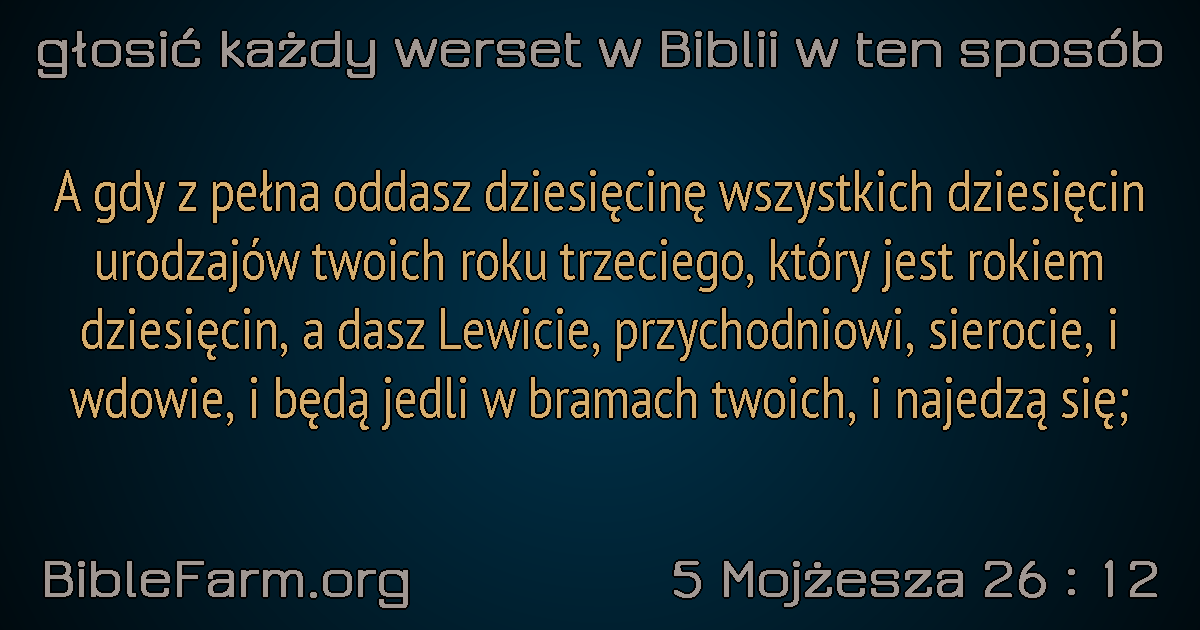 głosić każdy werset w Biblii w ten sposób
A gdy z pełna oddasz dziesięcinę wszystkich dziesięcin
urodzajów twoich roku trzeciego, który jest rokiem
dziesięcin, a dasz Lewicie, przychodniowi, sierocie, i
wdowie, i będą jedli w bramach twoich, i najedzą się;
BibleFarm.org
5 Mojżesza 26 : 12